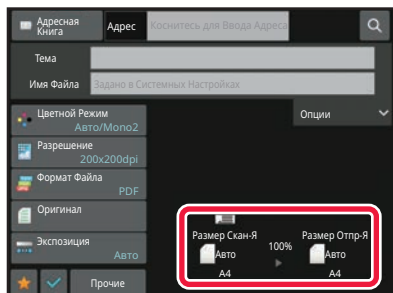 Адресная
Книга
Адрес
Коснитесь для Ввода Адреса
Тема
Имя Файла
Задано в Системных Настройках
Цветной Режим
Авто/Mono2
Опции
Разрешение
200x200dpi
Формат Файла
PDF
Оригинал
Экспозиция
Авто
Размер Скан-Я
100%
Размер Отпр-Я
Авто
Авто
A4
A4
Прочие